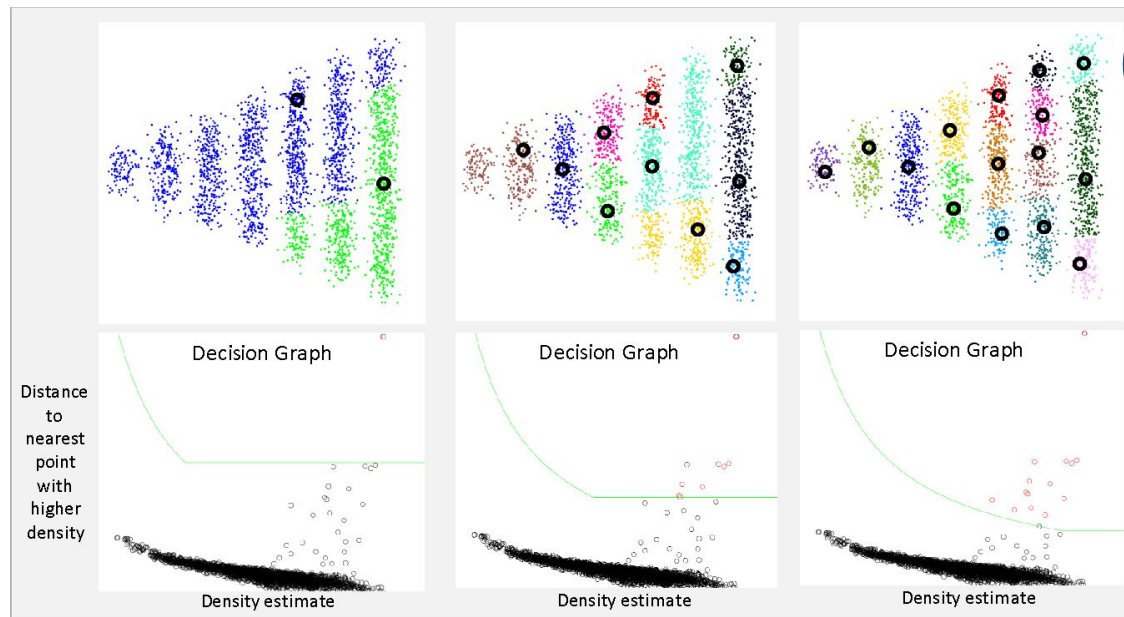 Decision Graph
Decision Graph
Decision Graph
Distance
to
nearest
point
with
higher
density
Density estimate
Density estimate
Density estimate